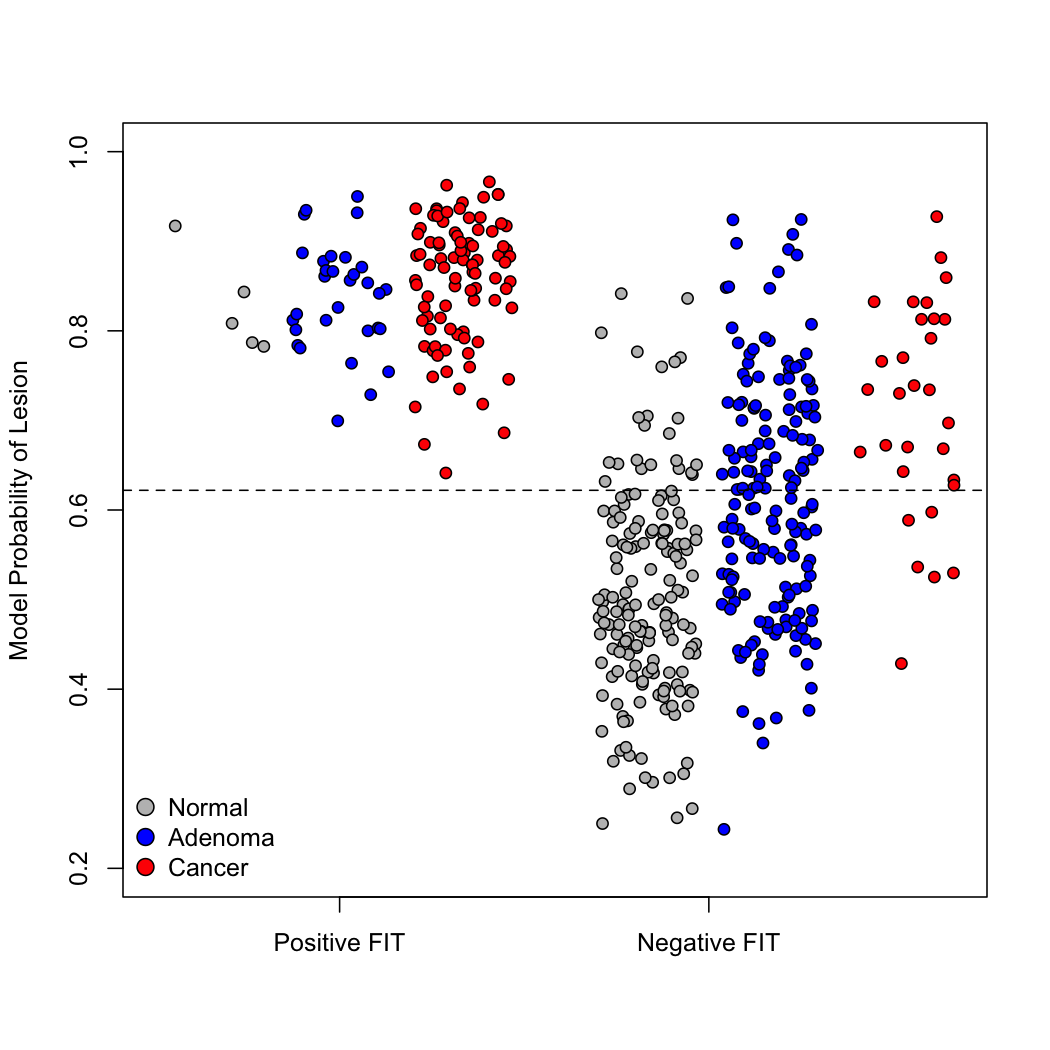 1.0
0.8
0.6
0.4
0.2
Model Probability of Lesion
Normal
Adenoma
Cancer
Positive FIT
Negative FIT